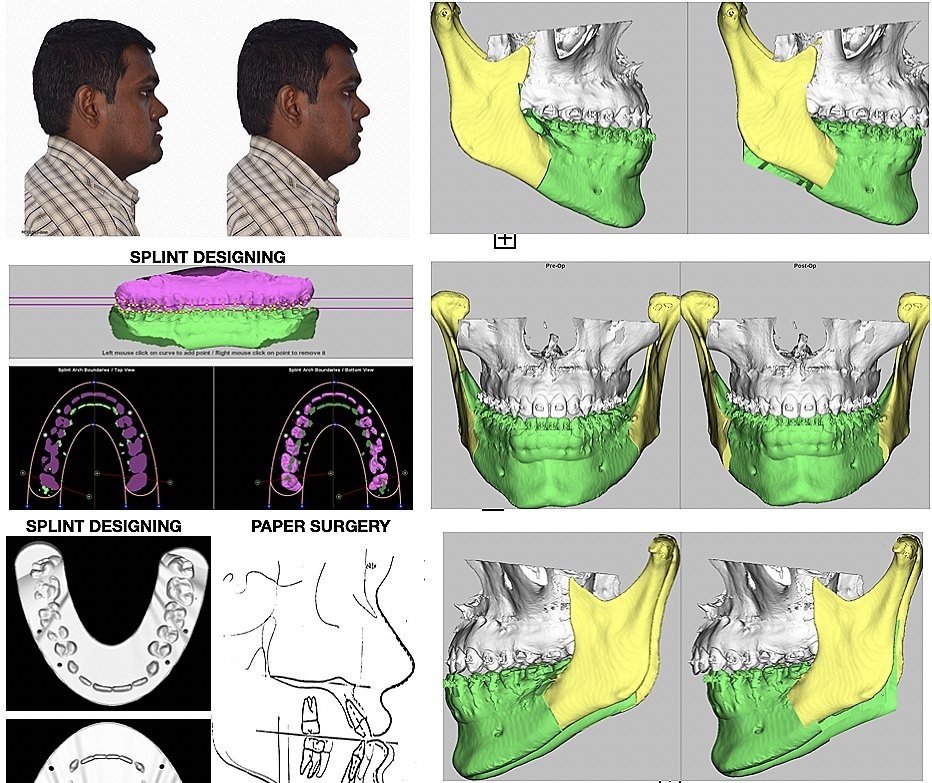 SPLINT DESIGNING
Left mouse click on curve to add point / Right mouse click on point to remove it
Splint Arch Boundaries / Top View
Splint Arch Boundaries / Bottom View
Pre-Op
Post-Op
SPLINT DESIGNING
PAPER SURGERY